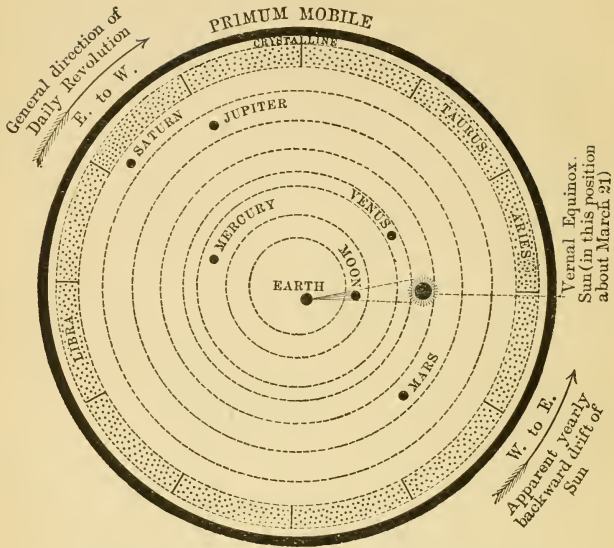 PRIMUM MOBILE
CRYSTALLINE
General direction of
Daily Revolution
E. to W.
SATURN
JUPITER
TAURUS
ARIES
MERCURY
VENUS
MOON
EARTH
LIBRA
MARS
Vernal Equinox.
Sun (in this position
about March 21)
W. to E.
Apparent yearly
backward drift of
Sun